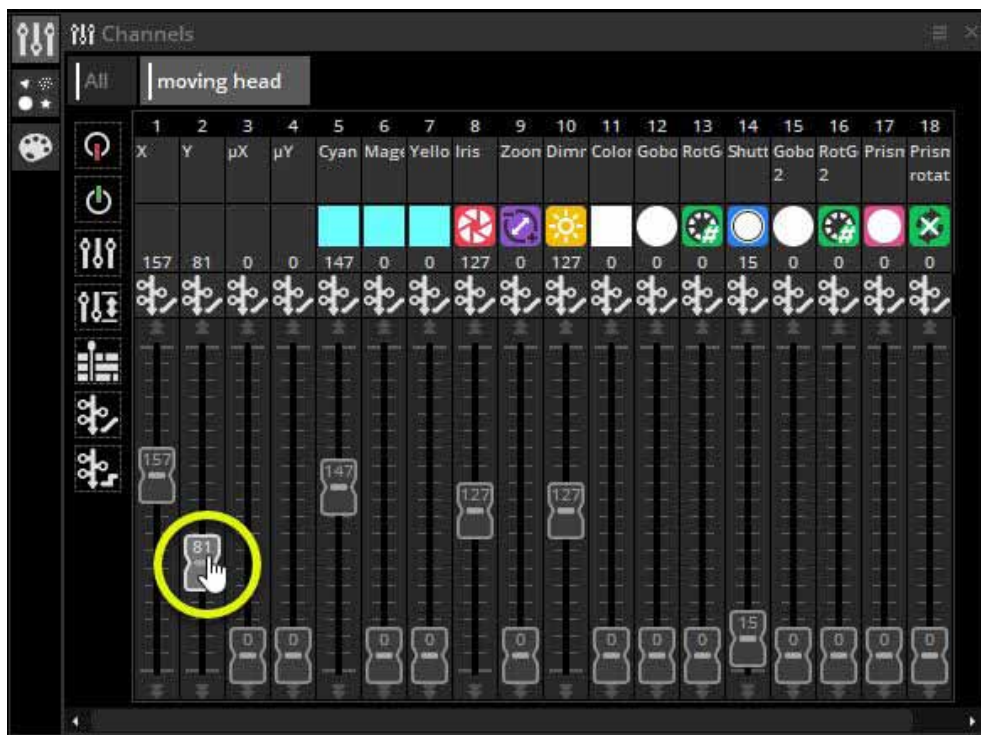 Channels
All moving head
1 2 3 4 5 6 7 8 9 10 11 12 13 14 15 16 17 18
X Y µX µY Cyan Mage Yello Iris Zoon Dimr Color Gobo RotG Shutt Gobo RotG Prisn Prisn
2 2 rotat
157 81 0 0 147 0 0 127 0 127 0 0 0 15 0 0 0 0
157
147
127 127
81
15
0 0 0 0 0 0 0 0 0 0 0 0